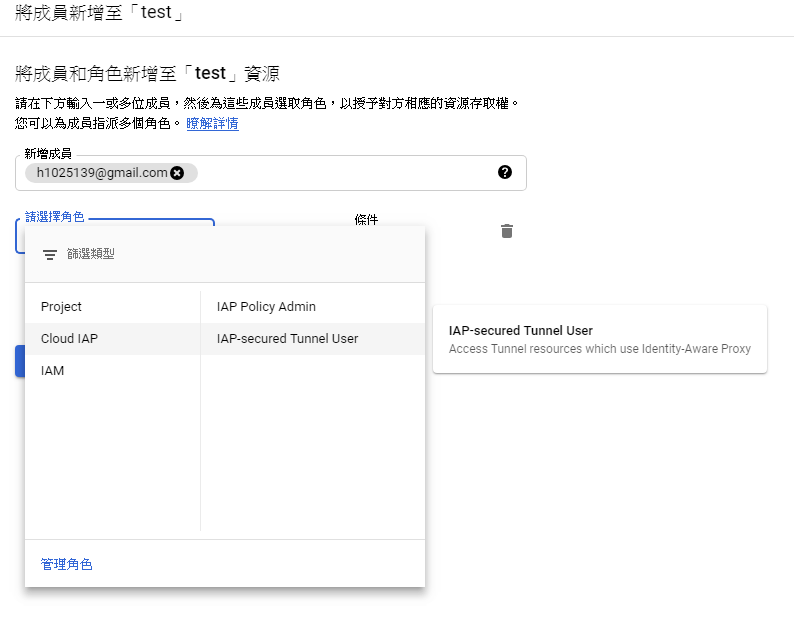 將成員新增至「test」
將成員和角色新增至「test」資源
請在下方輸入一或多位成員，然後為這些成員選取角色，以授予對方相應的資源存取權。
您可以為成員指派多個角色。瞭解詳情
新增成員
h1025139@gmail.com
請選擇角色
條件
篩選類型
Project
IAP Policy Admin
Cloud IAP
IAP-secured Tunnel User
IAM
IAP-secured Tunnel User
Access Tunnel resources which use Identity-Aware Proxy
管理角色